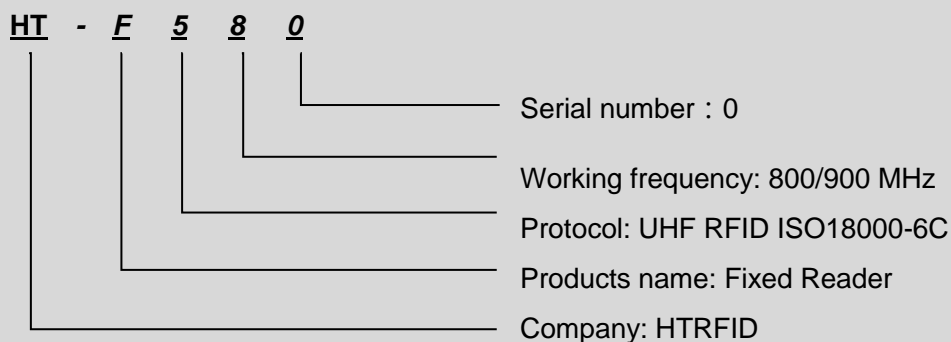 HT - F 5 8 0
Serial number：0
Working frequency: 800/900 MHz
Protocol: UHF RFID ISO18000-6C
Products name: Fixed Reader
Company: HTRFID